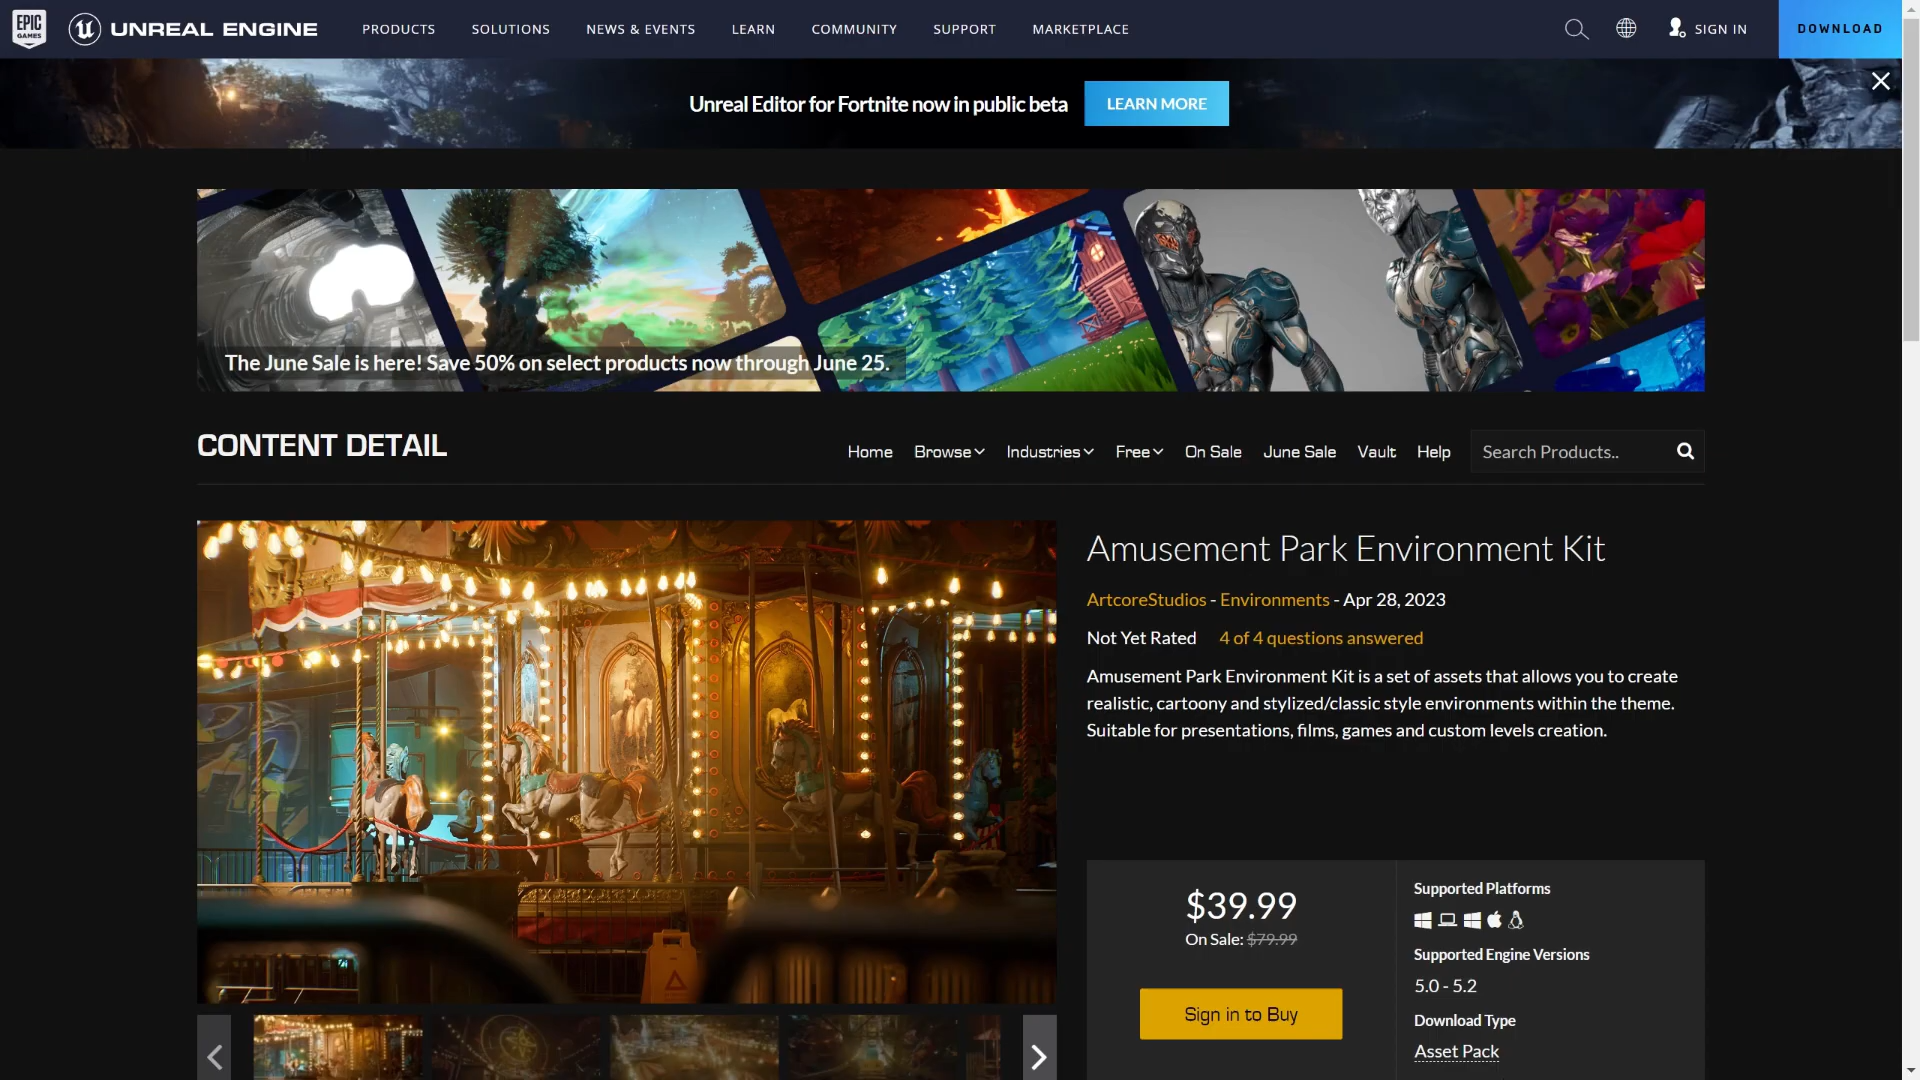 EPIC GAMES
UNREAL ENGINE
PRODUCTS
SOLUTIONS
NEWS & EVENTS
LEARN
COMMUNITY
SUPPORT
MARKETPLACE
SIGN IN
DOWNLOAD
Unreal Editor for Fortnite now in public beta
LEARN MORE
The June Sale is here! Save 50% on select products now through June 25.
CONTENT DETAIL
Home
Browse
Industries
Free
On Sale
June Sale
Vault
Help
Search Products..
Amusement Park Environment Kit
ArtcoreStudios - Environments - Apr 28, 2023
Not Yet Rated
4 of 4 questions answered
Amusement Park Environment Kit is a set of assets that allows you to create
realistic, cartoony and stylized/classic style environments within the theme.
Suitable for presentations, films, games and custom levels creation.
$39.99
On Sale: $79.99
Sign in to Buy
Supported Platforms
Supported Engine Versions
5.0 - 5.2
Download Type
Asset Pack